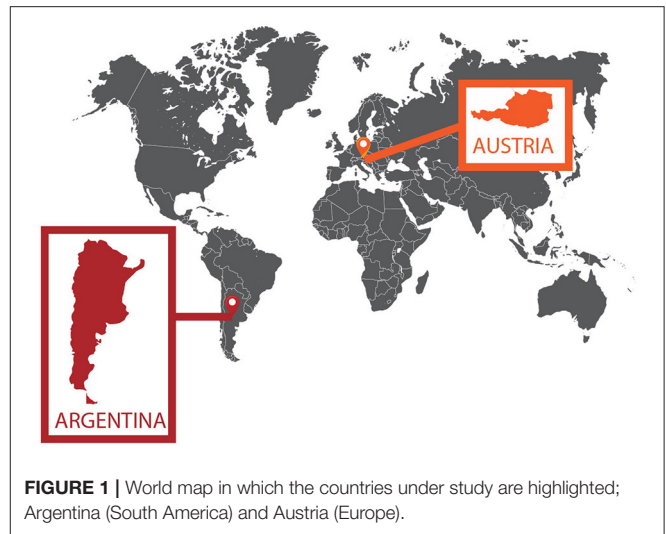 AUSTRIA
ARGENTINA
FIGURE 1 | World map in which the countries under study are highlighted;
Argentina (South America) and Austria (Europe).